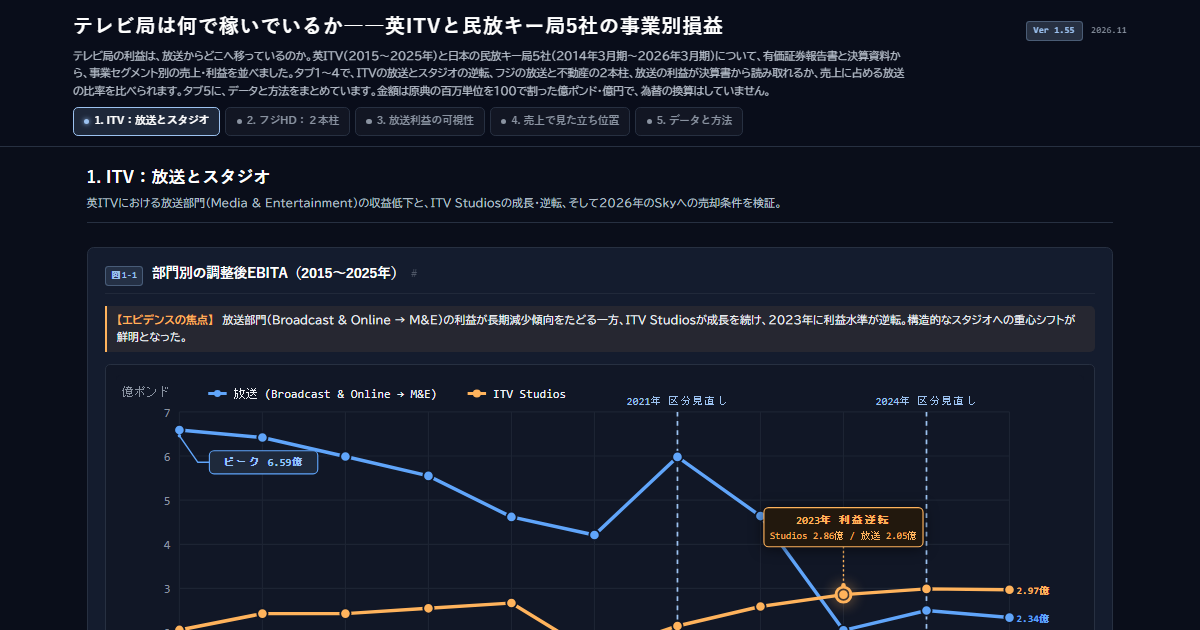 テレビ局は何で稼いでいるか――英ITVと民放キー局5社の事業別損益
Ver 1.55
2026.11
テレビ局の利益は、放送からどこへ移っているのか。英ITV(2015〜2025年)と日本の民放キー局5社(2014年3月期〜2026年3月期)について、有価証券報告書と決算資料か
ら、事業セグメント別の売上・利益を並べました。タブ1〜4で、ITVの放送とスタジオの逆転、フジの放送と不動産の2本柱、放送の利益が決算書から読み取れるか、売上に占める放送
の比率を比べられます。タブ5に、データと方法をまとめています。金額は原典の百万単位を100で割った億ポンド・億円で、為替の換算はしていません。
1. ITV：放送とスタジオ
2. フジHD：２本柱
3. 放送利益の可視性
4. 売上で見た立ち位置
5. データと方法
1. ITV：放送とスタジオ
英ITVにおける放送部門(Media & Entertainment)の収益低下と、ITV Studiosの成長・逆転、そして2026年のSkyへの売却条件を検証。
図1-1
部門別の調整後EBITA（2015〜2025年）
#
【エビデンスの焦点】 放送部門(Broadcast & Online → M&E)の利益が長期減少傾向をたどる一方、ITV Studiosが成長を続け、2023年に利益水準が逆転。構造的なスタジオへの重心シフトが
鮮明となった。
億ポンド
放送 (Broadcast & Online → M&E)
ITV Studios
2021年 区分見直し
2024年 区分見直し
7
6
5
4
3
ピーク 6.59億
2023年 利益逆転
Studios 2.86億 / 放送 2.05億
2.97億
2.34億